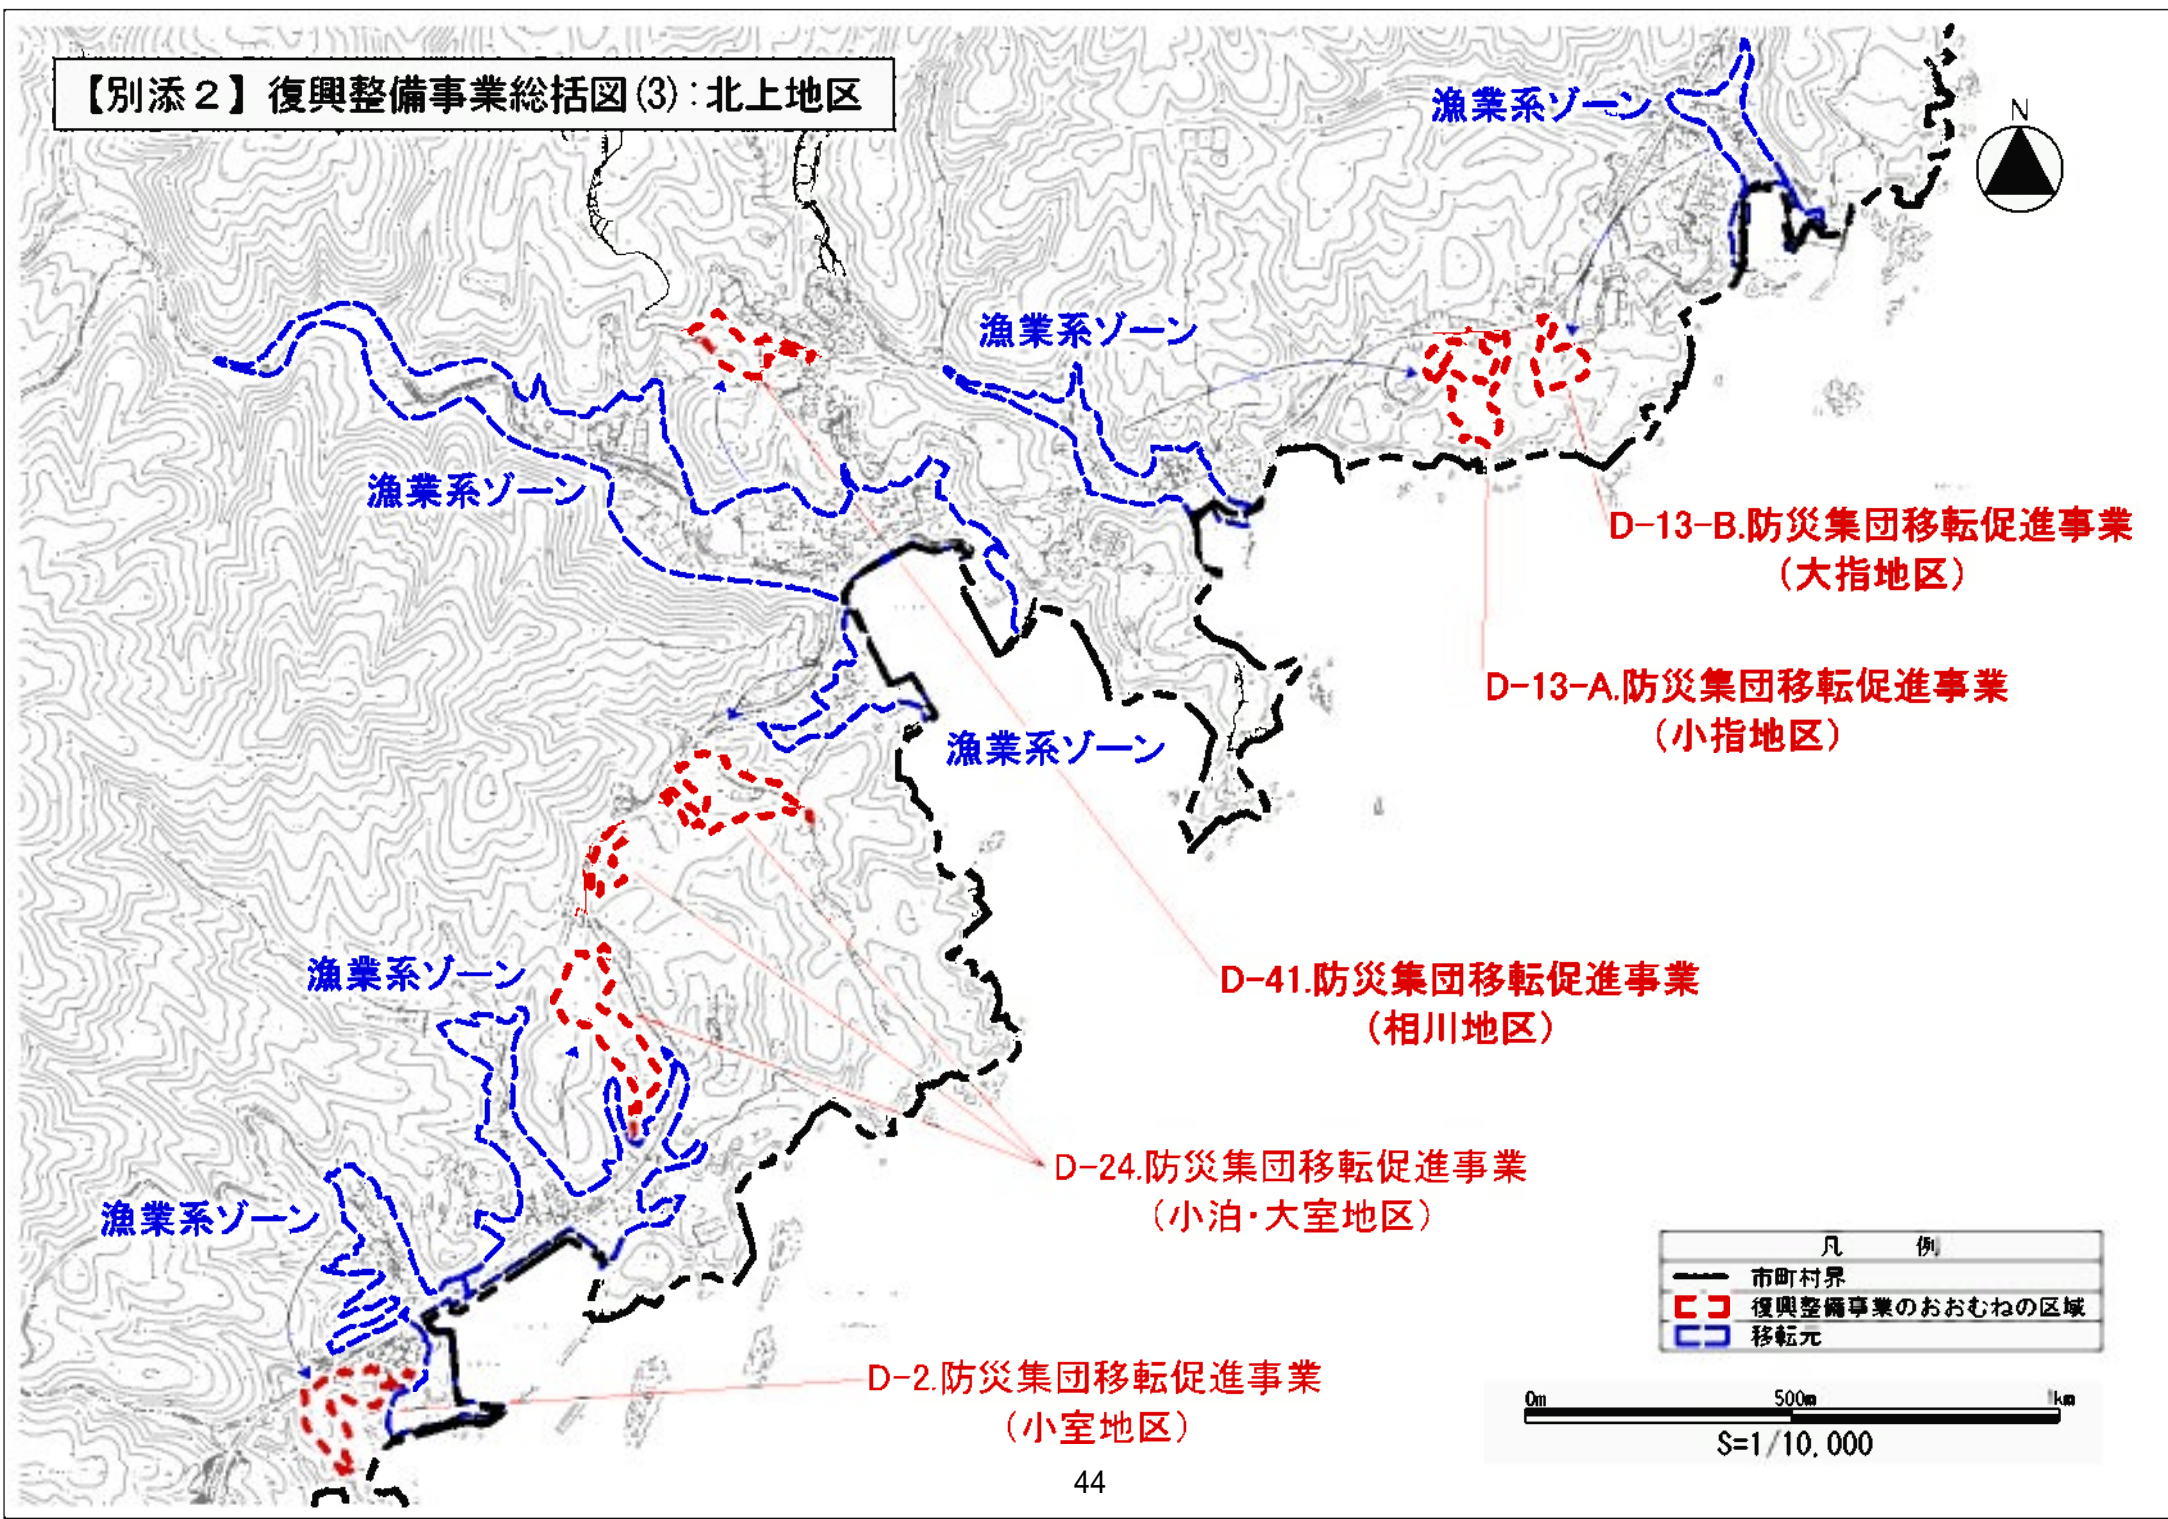 【別添２】復興整備事業総括図(3)：北上地区
漁業系ゾーン
N
漁業系ゾーン
漁業系ゾーン
D-13-B.防災集団移転促進事業
（大指地区）
D-13-A.防災集団移転促進事業
（小指地区）
漁業系ゾーン
漁業系ゾーン
D-41.防災集団移転促進事業
（相川地区）
D-24.防災集団移転促進事業
（小泊・大室地区）
漁業系ゾーン
D-2.防災集団移転促進事業
（小室地区）
凡　例
市町村界
復興整備事業のおおむねの区域
移転元
0m 500m 1km
S=1/10,000
44